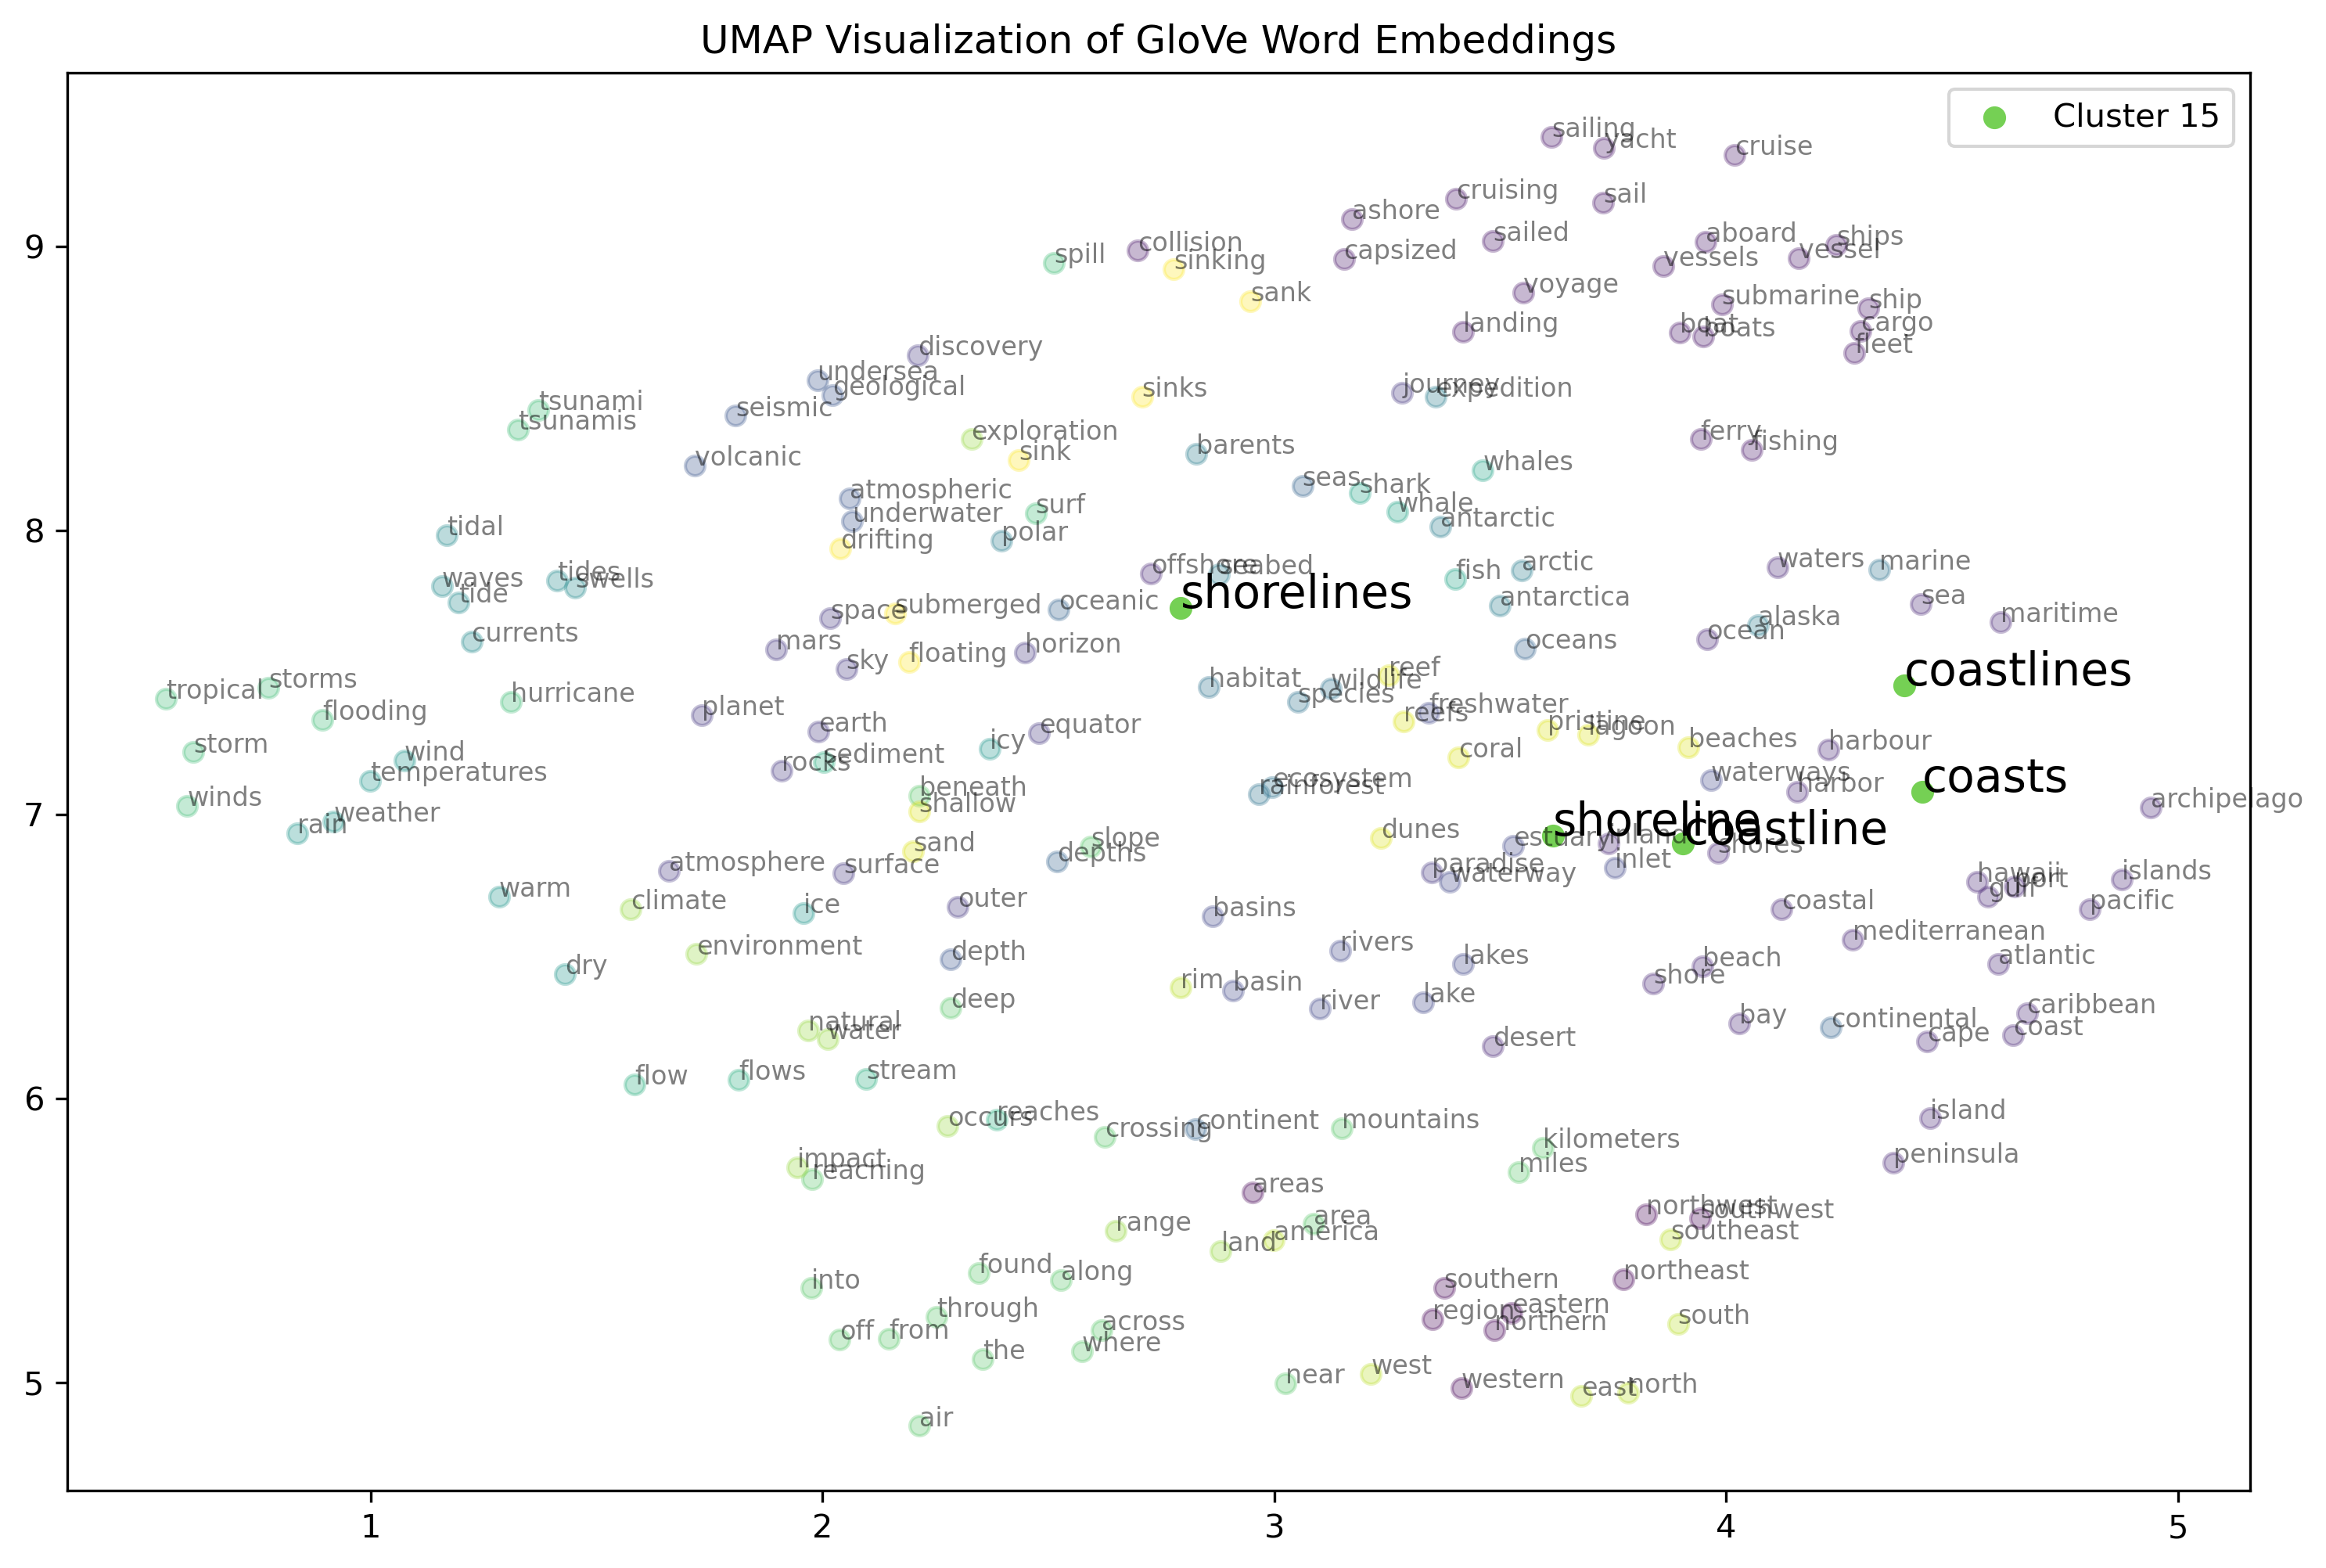 UMAP Visualization of GloVe Word Embeddings
Cluster 15
sailing
yacht
cruise
cruising
sail
ashore
sailed
aboard
ships
collision
capsized
vessel
spill
sinking
vessels
voyage
sank
submarine
ship
landing
boat
boats
cargo
fleet
discovery
undersea
geological
sinks
journey
expedition
tsunami
tsunamis
seismic
exploration
ferry
fishing
sink
barents
volcanic
whales
seas
shark
atmospheric
whale
underwater
surf
antarctic
tidal
drifting
polar
offshore
seabed
waters
marine
arctic
fish
tides
swells
waves
tide
shorelines
oceanic
submerged
space
antarctica
sea
maritime
alaska
ocean
currents
mars
horizon
oceans
sky
floating
coastlines
reef
habitat
wildlife
species
storms
tropical
hurricane
flooding
planet
freshwater
reefs
earth
equator
pristine
lagoon
beaches
harbour
icy
storm
wind
sediment
rocks
coral
temperatures
ecosystem
rainforest
waterways
harbor
coasts
beneath
shallow
winds
archipelago
weather
rain
dunes
shoreline
coastline
estuary
inland
shores
sand
slope
depths
atmosphere
surface
paradise
waterway
inlet
hawaii
port
gulf
islands
pacific
warm
climate
ice
outer
basins
coastal
mediterranean
environment
depth
rivers
lakes
beach
shore
atlantic
dry
rim
basin
deep
river
lake
caribbean
natural
water
bay
continental
cape
coast
desert
flow
flows
stream
occurs
reaches
crossing
continent
mountains
island
kilometers
miles
peninsula
impact
reaching
areas
area
america
land
range
northwest
southwest
southeast
found
along
into
southern
northeast
through
region
eastern
northern
off
from
the
across
where
south
near
west
western
east
north
air
9
8
7
6
5
1
2
3
4
5